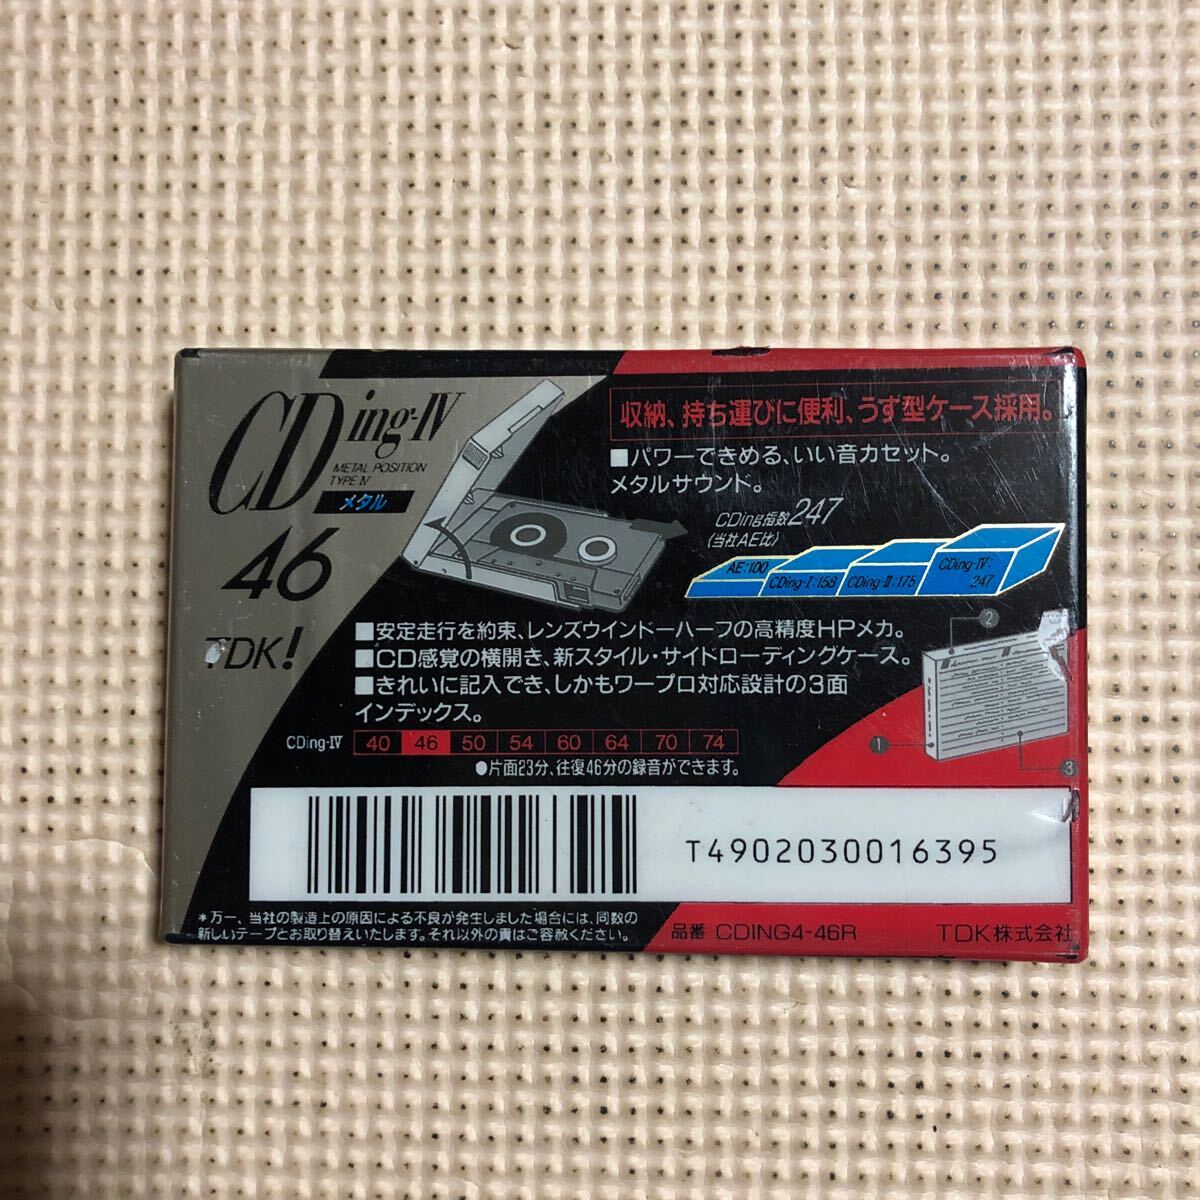 CDing-IV
METAL POSITION
TYPE IV
メタル
46
TDK!
収納、持ち運びに便利、うす型ケース採用。
■パワーできめる、いい音カセット。
メタルサウンド。
CDing指数247
(当社AE比)
AE:100
CDing-I:158
CDing-II:175
CDing-IV:
247
■安定走行を約束、レンズウインドーハーフの高精度HPメカ。
■CD感覚の横開き、新スタイル・サイドローディングケース。
■きれいに記入でき、しかもワープロ対応設計の3面
インデックス。
2
1
3
CDing-IV 40 46 50 54 60 64 70 74
●片面23分、往復46分の録音ができます。
T4902030016395
*万一、当社の製造上の原因による不良が発生しました場合には、同数の
新しいテープとお取り替えいたします。それ以外の責はご容赦ください。
品番 CDING4-46R
TDK株式会社